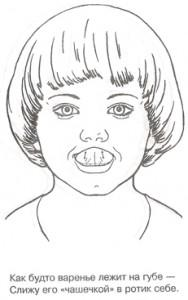 Как будто варенье лежит на губе —
Слижу его «чашечкой» в ротик себе.